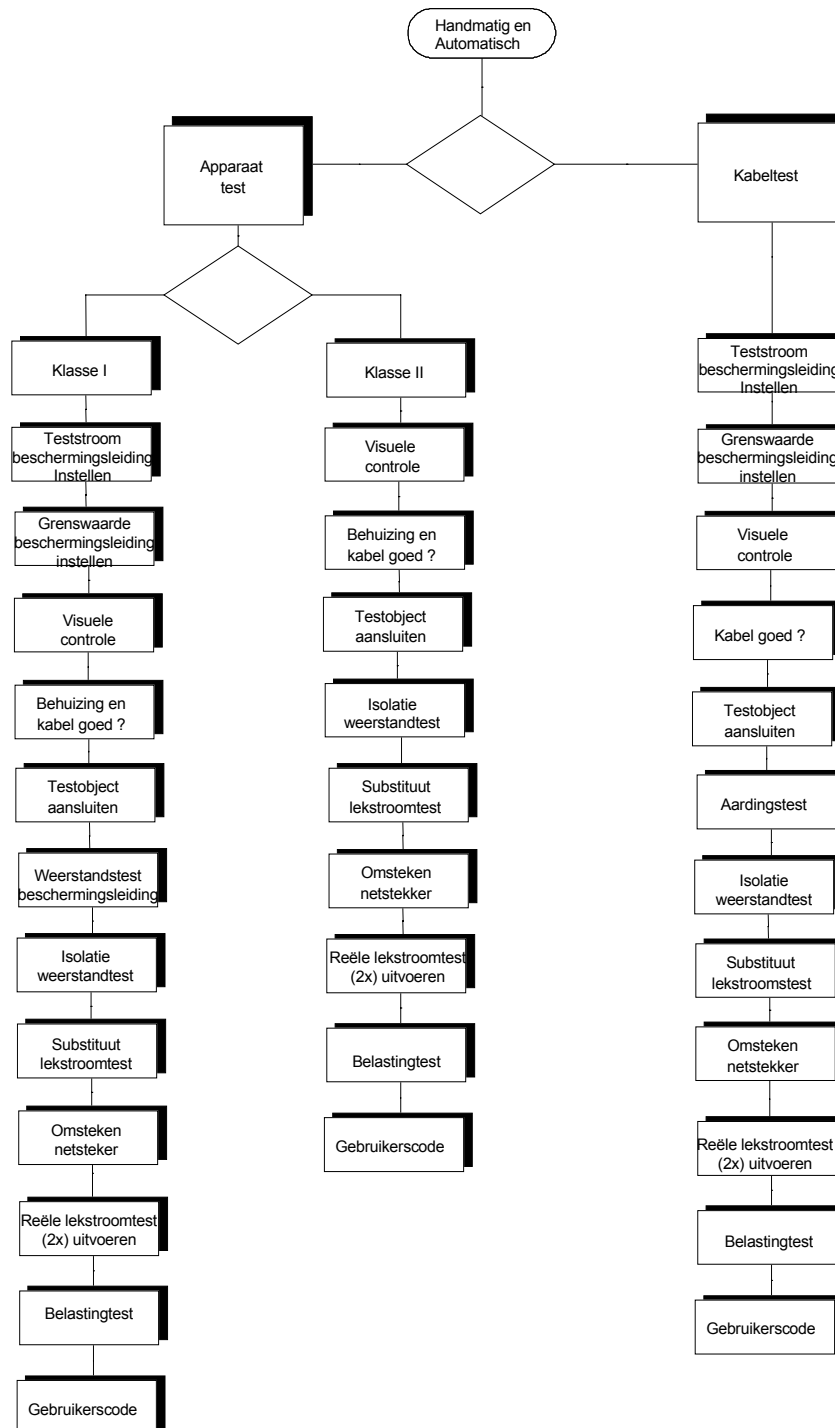 Handmatig en
Automatisch
Apparaat
test
Kabeltest
Klasse I
Teststroom
beschermingsleiding
Instellen
Grenswaarde
beschermingsleiding
instellen
Visuele
controle
Behuizing en
kabel goed ?
Testobject
aansluiten
Weerstandstest
beschermingsleiding
Isolatie
weerstandtest
Substituut
lekstroomtest
Omsteken
netsteker
Reële lekstroomtest
(2x) uitvoeren
Belastingtest
Gebruikerscode
Klasse II
Visuele
controle
Behuizing en
kabel goed ?
Testobject
aansluiten
Isolatie
weerstandtest
Substituut
lekstroomtest
Omsteken
netstekker
Reële lekstroomtest
(2x) uitvoeren
Belastingtest
Gebruikerscode
Teststroom
beschermingsleiding
Instellen
Grenswaarde
beschermingsleiding
instellen
Visuele
controle
Kabel goed ?
Testobject
aansluiten
Aardingstest
Isolatie
weerstandtest
Substituut
lekstroomstest
Omsteken
netstekker
Reële lekstroomtest
(2x) uitvoeren
Belastingtest
Gebruikerscode